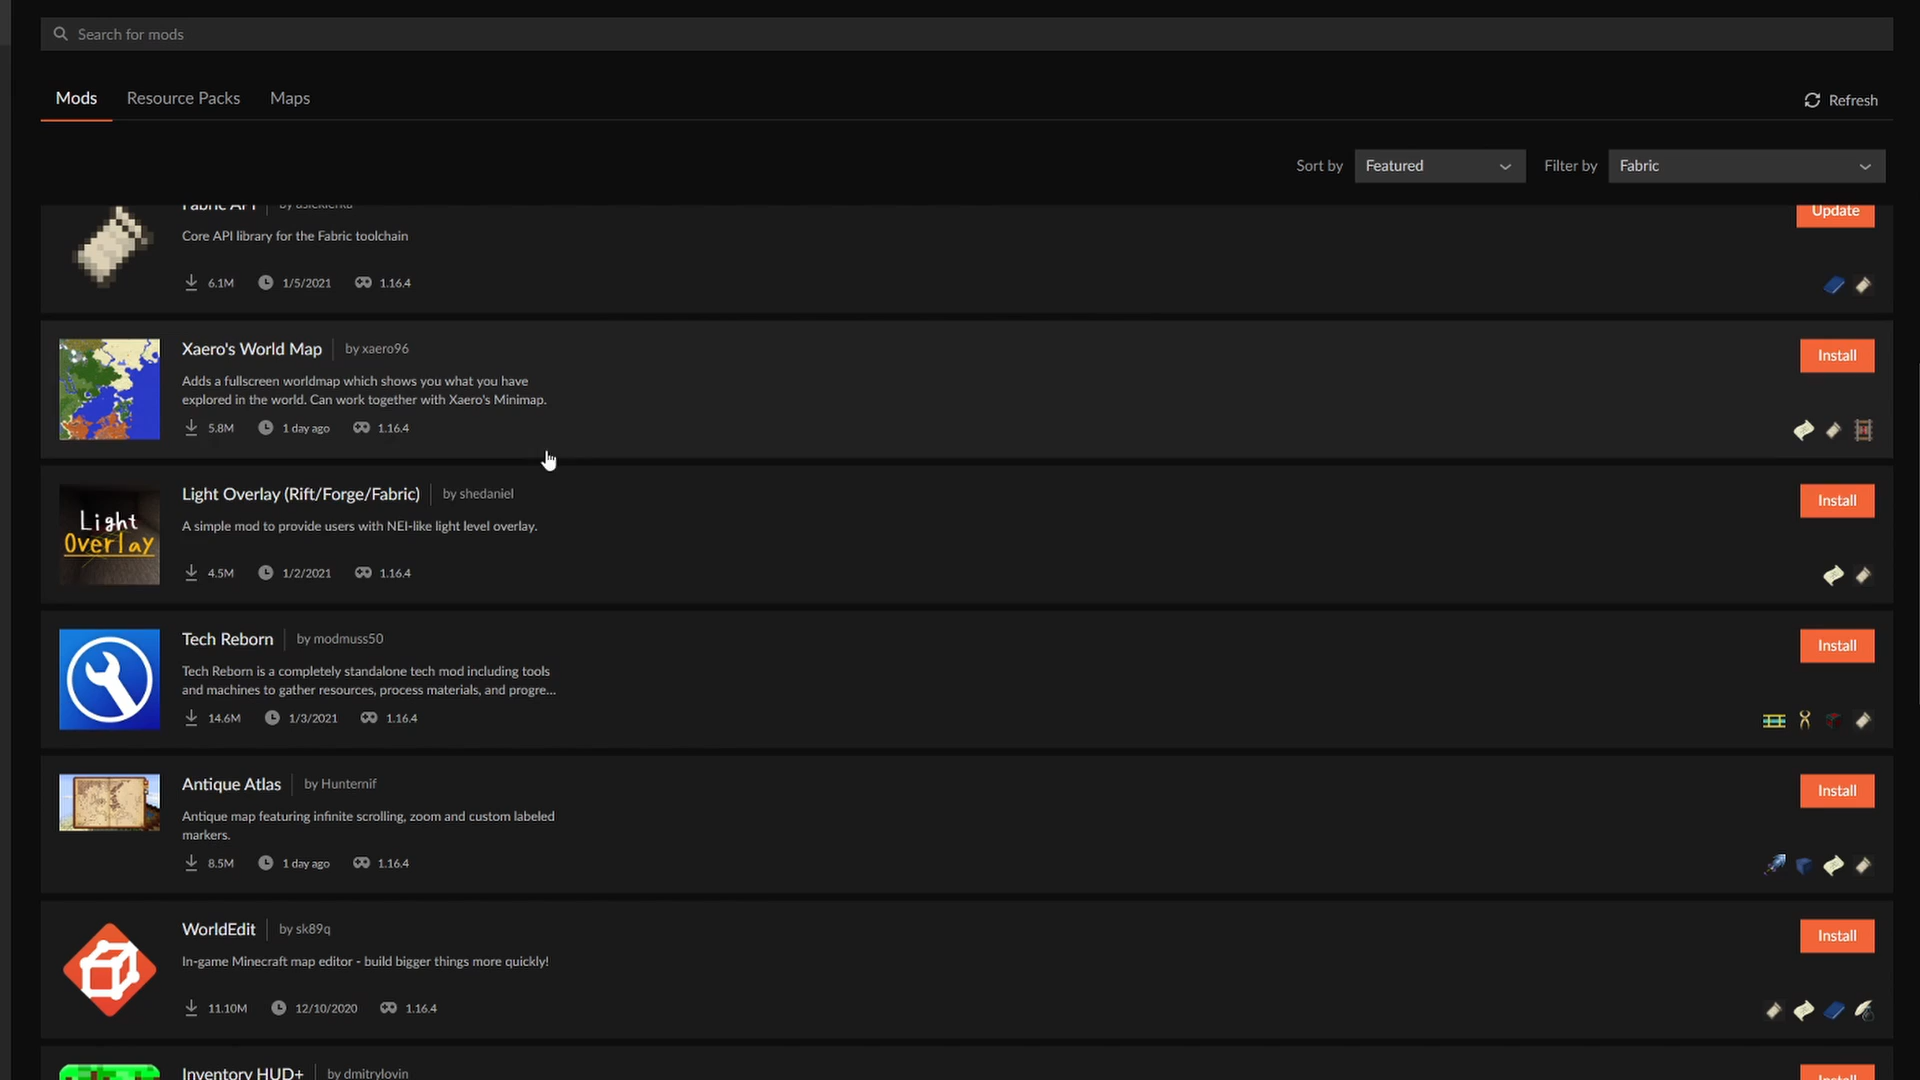 Search for mods
Mods
Resource Packs
Maps
Refresh
Sort by
Featured
Filter by
Fabric
Fabric API
by asiekierka
Update
Core API library for the Fabric toolchain
6.1M
1/5/2021
1.16.4
Xaero's World Map
by xaero96
Install
Adds a fullscreen worldmap which shows you what you have
explored in the world. Can work together with Xaero's Minimap.
5.8M
1 day ago
1.16.4
Light Overlay (Rift/Forge/Fabric)
by shedaniel
Install
Light
Overlay
A simple mod to provide users with NEI-like light level overlay.
4.5M
1/2/2021
1.16.4
Tech Reborn
by modmuss50
Install
Tech Reborn is a completely standalone tech mod including tools
and machines to gather resources, process materials, and progre...
14.6M
1/3/2021
1.16.4
Antique Atlas
by Hunternif
Install
Antique map featuring infinite scrolling, zoom and custom labeled
markers.
8.5M
1 day ago
1.16.4
WorldEdit
by sk89q
Install
In-game Minecraft map editor - build bigger things more quickly!
11.10M
12/10/2020
1.16.4
Inventory HUD+
by dmitrylovin
Install